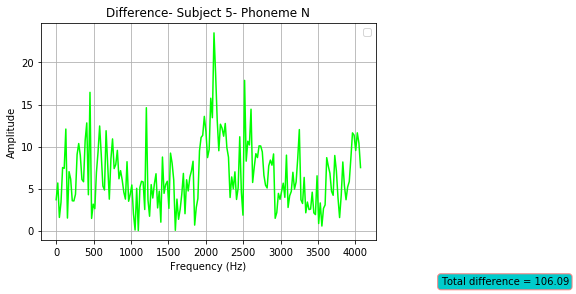 Difference- Subject 5- Phoneme N
Amplitude
20
15
10
5
0
0 500 1000 1500 2000 2500 3000 3500 4000
Frequency (Hz)
Total difference = 106.09